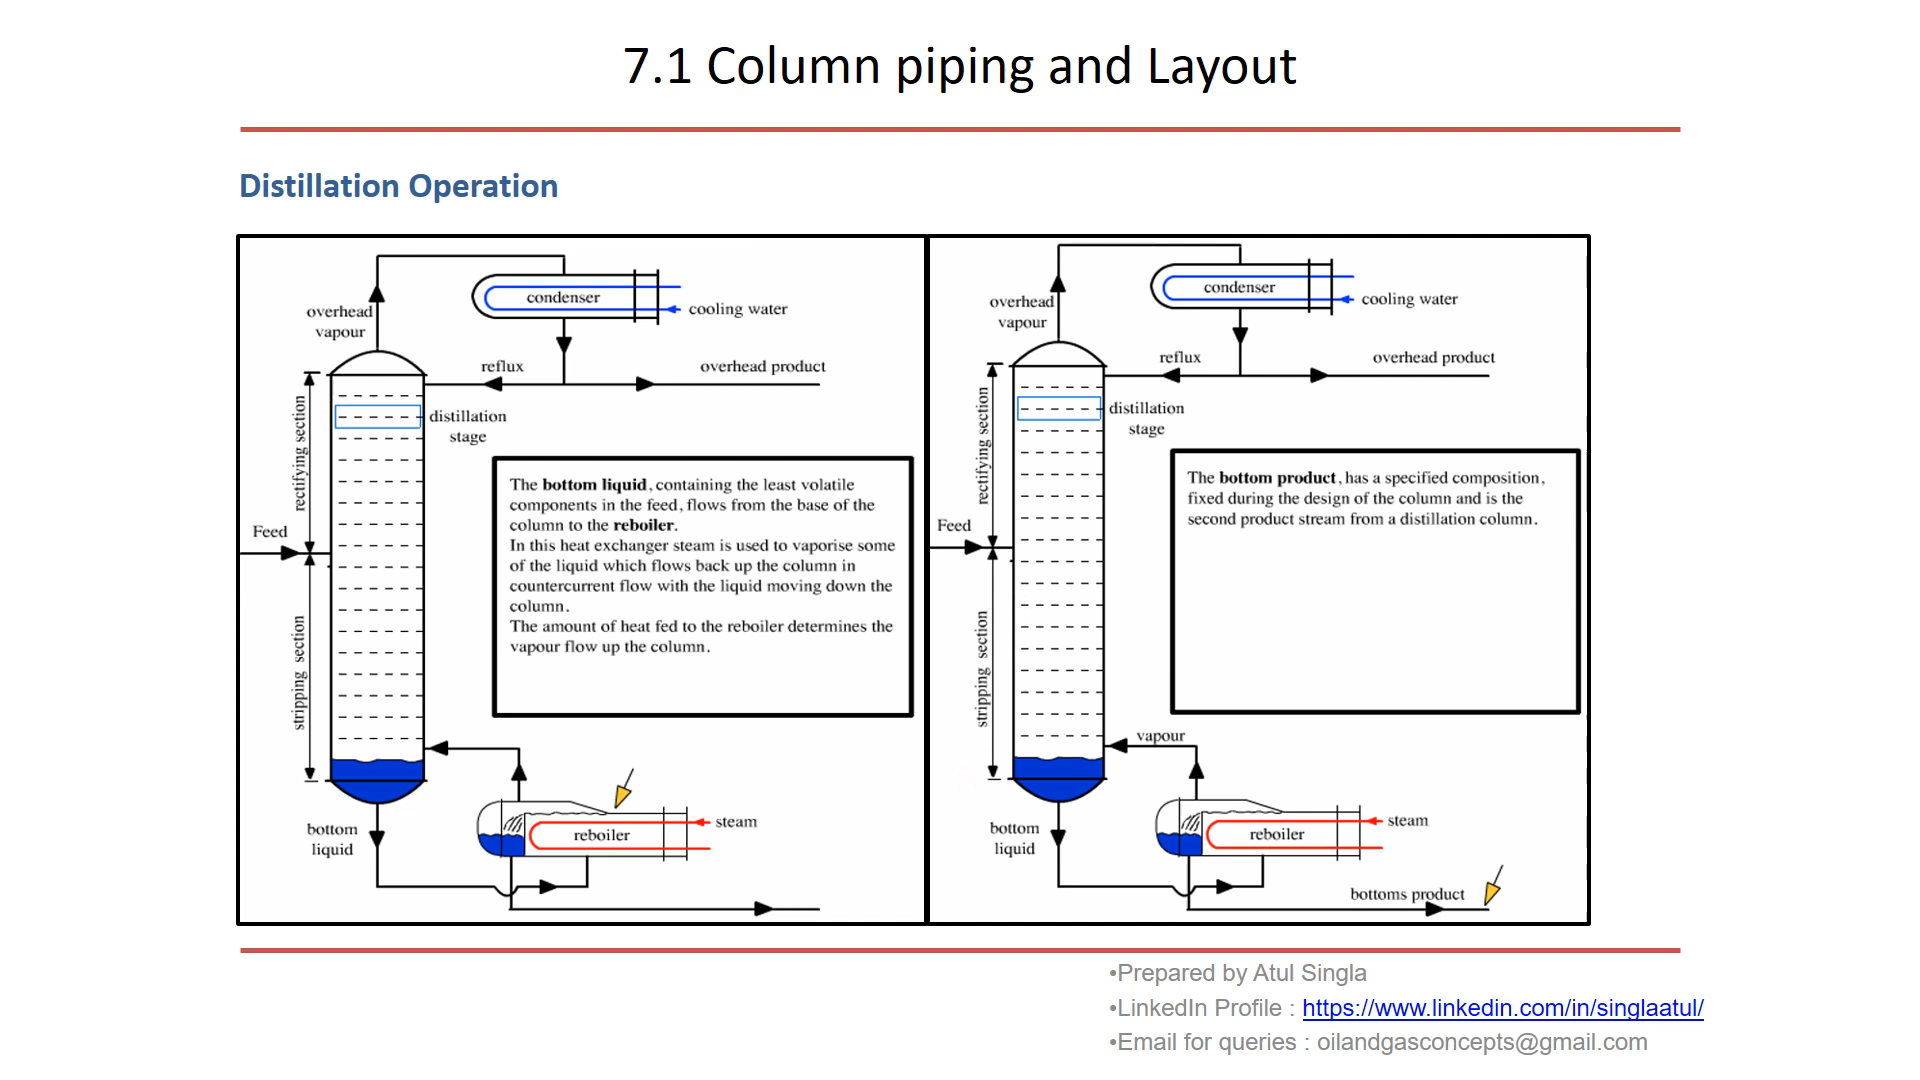 7.1 Column piping and Layout
Distillation Operation
condenser
overhead
vapour
cooling water
reflux
overhead product
distillation
stage
rectifying section
Feed
The bottom liquid, containing the least volatile
components in the feed, flows from the base of the
column to the reboiler.
In this heat exchanger steam is used to vaporise some
of the liquid which flows back up the column in
countercurrent flow with the liquid moving down the
column.
The amount of heat fed to the reboiler determines the
vapour flow up the column.
stripping section
bottom
liquid
steam
reboiler
condenser
overhead
vapour
cooling water
reflux
overhead product
distillation
stage
rectifying section
Feed
The bottom product, has a specified composition,
fixed during the design of the column and is the
second product stream from a distillation column.
stripping section
vapour
bottom
liquid
steam
reboiler
bottoms product
•Prepared by Atul Singla
•LinkedIn Profile : https://www.linkedin.com/in/singlaatul/
•Email for queries : oilandgasconcepts@gmail.com